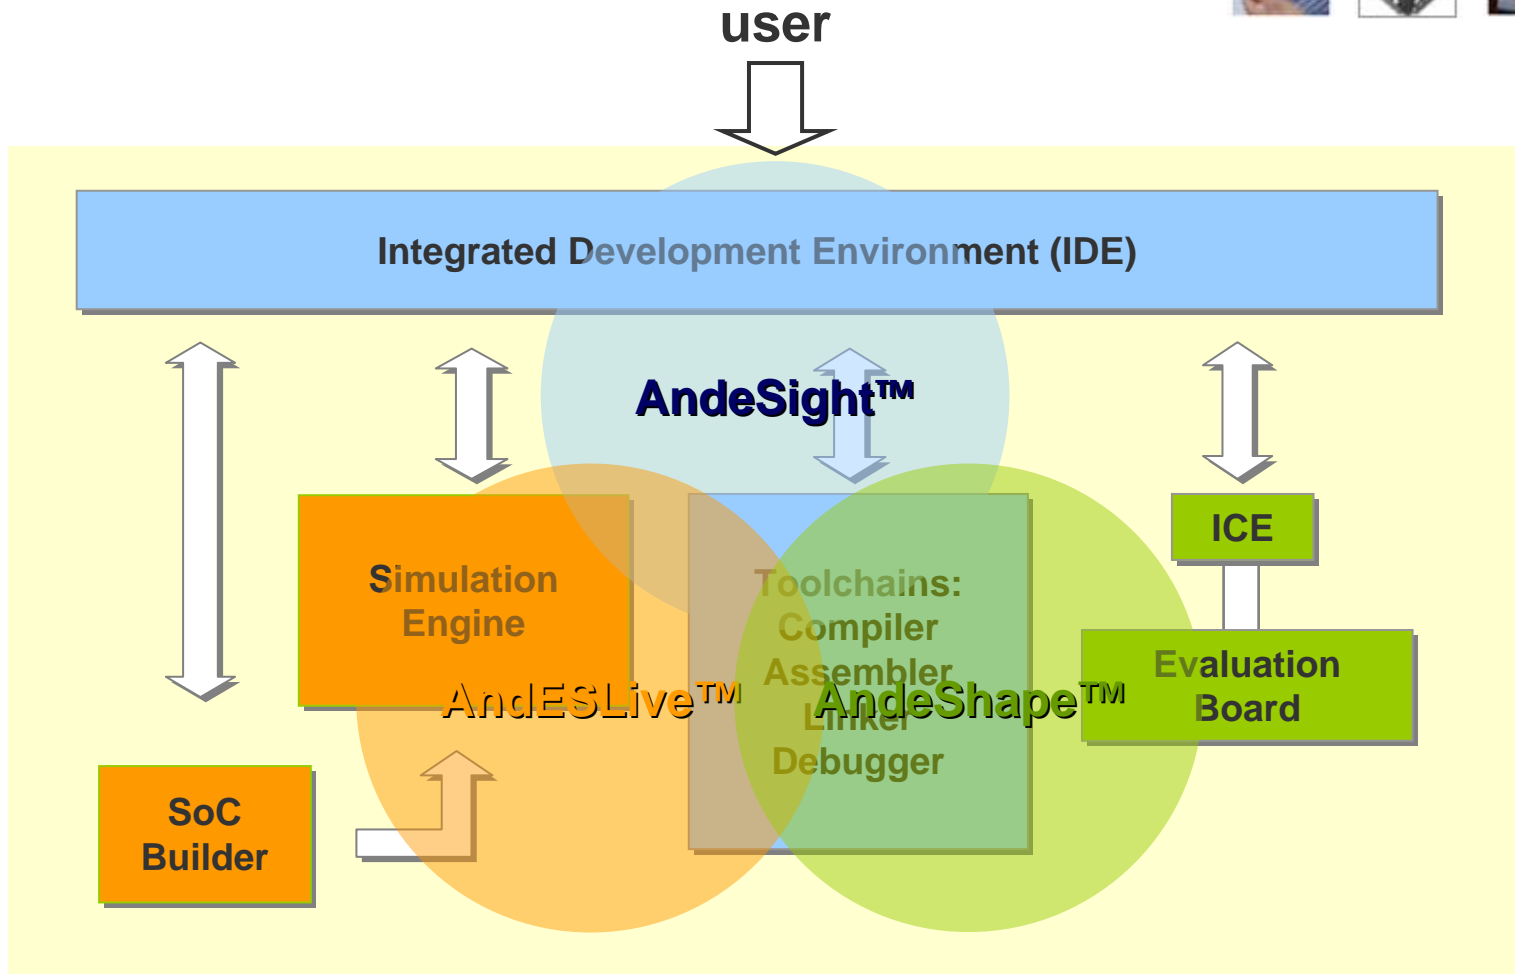 user
Integrated Development Environment (IDE)
AndeSight™
Simulation
Engine
Toolchains:
Compiler
Assembler
Linker
Debugger
ICE
Evaluation
Board
AndESLive™
AndeShape™
SoC
Builder